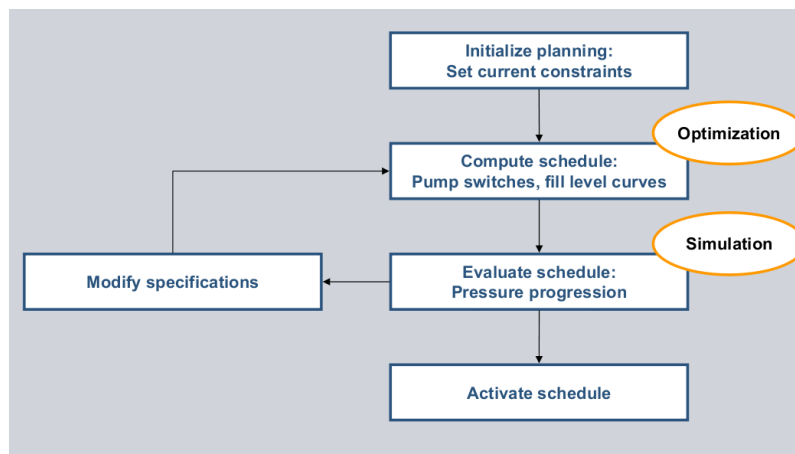 Initialize planning:
Set current constraints
Optimization
Compute schedule:
Pump switches, fill level curves
Simulation
Modify specifications
Evaluate schedule:
Pressure progression
Activate schedule